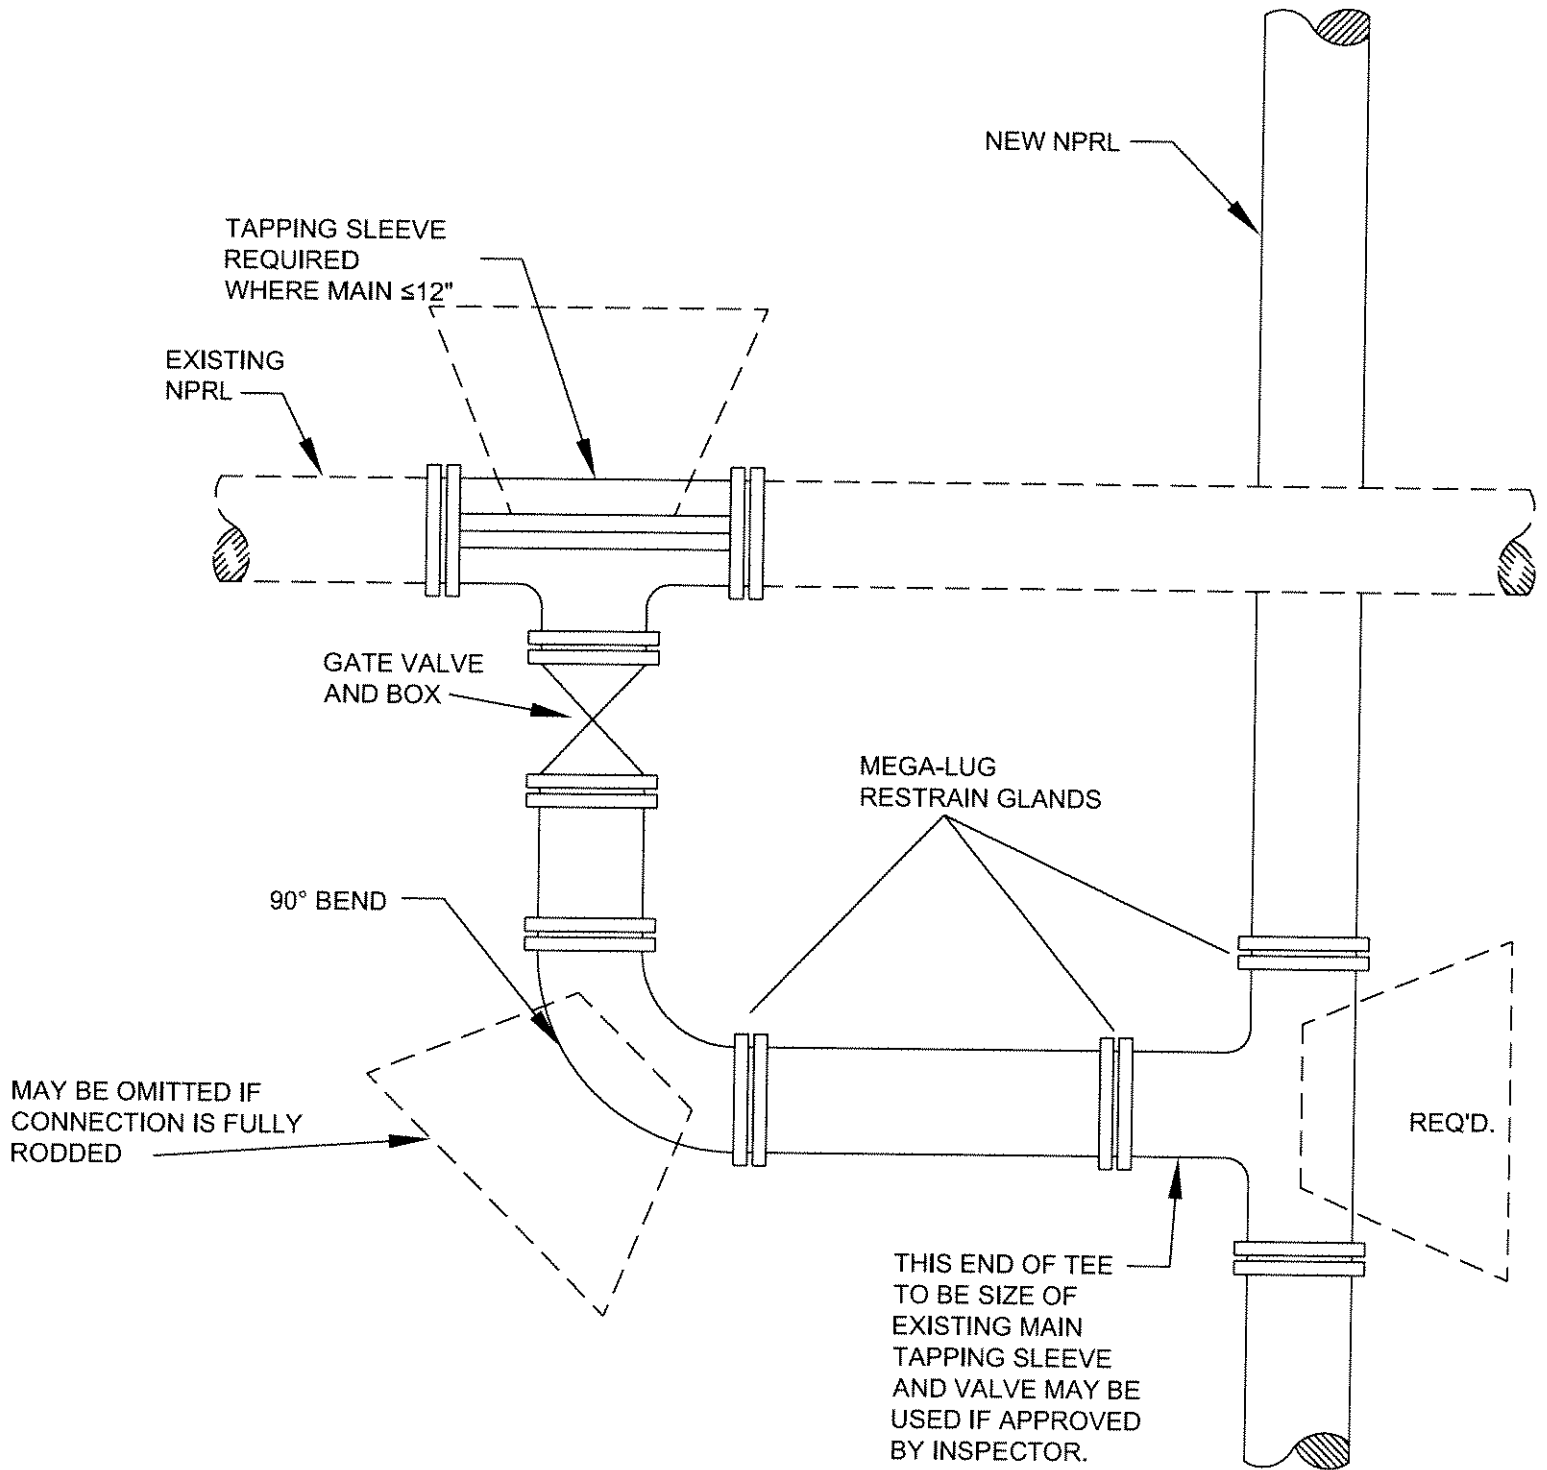 NEW NPRL
TAPPING SLEEVE
REQUIRED
WHERE MAIN ≤12"
EXISTING
NPRL
GATE VALVE
AND BOX
MEGA-LUG
RESTRAIN GLANDS
90° BEND
MAY BE OMITTED IF
CONNECTION IS FULLY
RODDED
REQ'D.
THIS END OF TEE
TO BE SIZE OF
EXISTING MAIN
TAPPING SLEEVE
AND VALVE MAY BE
USED IF APPROVED
BY INSPECTOR.